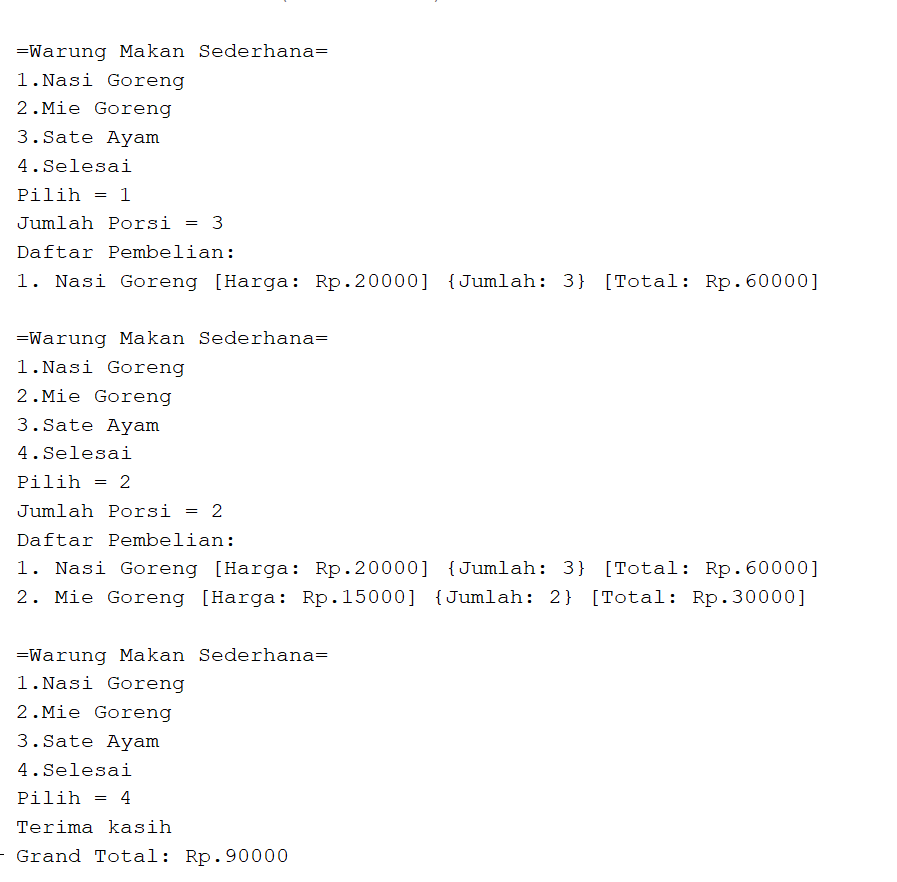 =Warung Makan Sederhana=
1.Nasi Goreng
2.Mie Goreng
3.Sate Ayam
4.Selesai
Pilih = 1
Jumlah Porsi = 3
Daftar Pembelian:
1. Nasi Goreng [Harga: Rp.20000] {Jumlah: 3} [Total: Rp.60000]
=Warung Makan Sederhana=
1.Nasi Goreng
2.Mie Goreng
3.Sate Ayam
4.Selesai
Pilih = 2
Jumlah Porsi = 2
Daftar Pembelian:
1. Nasi Goreng [Harga: Rp.20000] {Jumlah: 3} [Total: Rp.60000]
2. Mie Goreng [Harga: Rp.15000] {Jumlah: 2} [Total: Rp.30000]
=Warung Makan Sederhana=
1.Nasi Goreng
2.Mie Goreng
3.Sate Ayam
4.Selesai
Pilih = 4
Terima kasih
Grand Total: Rp.90000